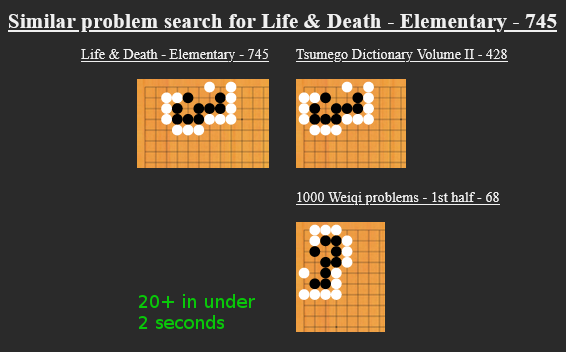 Similar problem search for Life & Death - Elementary - 745
Life & Death - Elementary - 745
Tsumego Dictionary Volume II - 428
1000 Weiqi problems - 1st half - 68
20+ in under
2 seconds